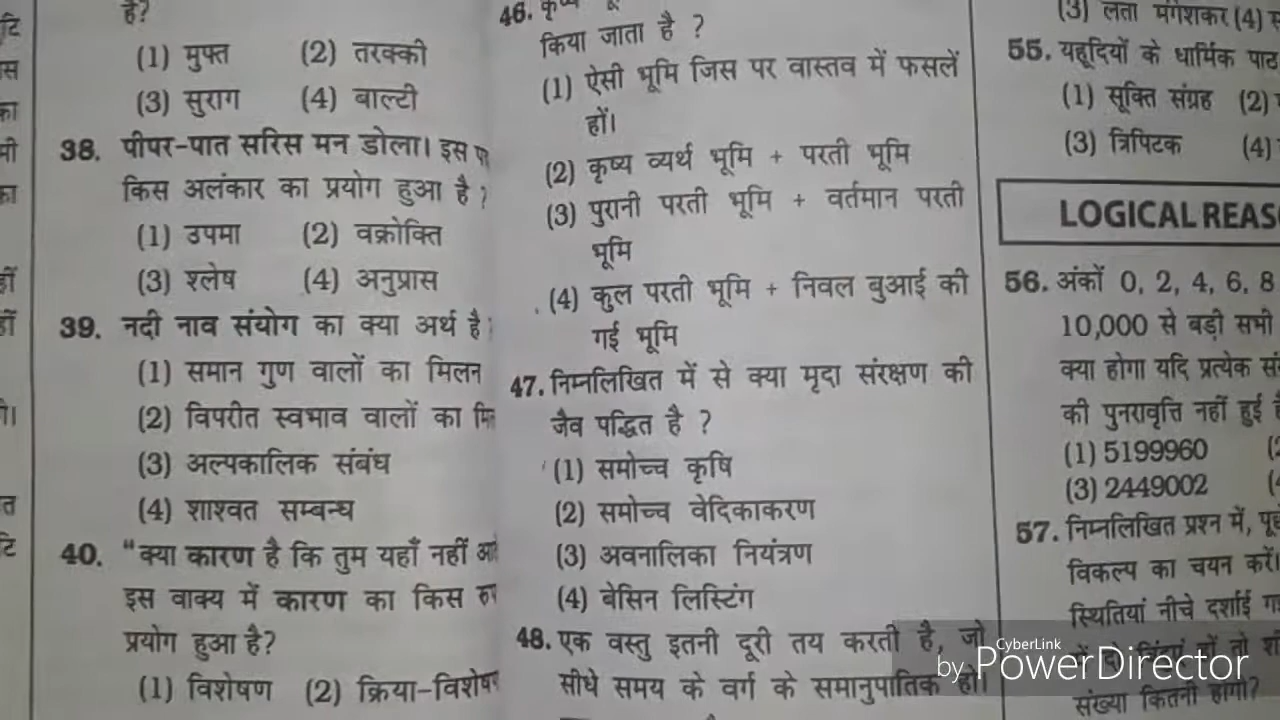 है?
(1) मुफ्त (2) तरक्की
(3) सुराग (4) बाल्टी
38. पीपर-पात सरिस मन डोला। इस
किस अलंकार का प्रयोग हुआ है ?
(1) उपमा (2) वक्रोक्ति
(3) श्लेष (4) अनुप्रास
39. नदी नाव संयोग का क्या अर्थ है
(1) समान गुण वालों का मिलन
(2) विपरीत स्वभाव वालों का
(3) अल्पकालिक संबंध
(4) शाश्वत सम्बन्ध
40. "क्या कारण है कि तुम यहाँ नहीं
इस वाक्य में कारण का किस
प्रयोग हुआ है?
(1) विशेषण (2) क्रिया-विशेष
46.
किया जाता है ?
(1) ऐसी भूमि जिस पर वास्तव में फसलें
हों।
(2) कृष्य व्यर्थ भूमि + परती भूमि
(3) पुरानी परती भूमि + वर्तमान परती
भूमि
(4) कुल परती भूमि + निवल बुआई की
गई भूमि
47. निम्नलिखित में से क्या मृदा संरक्षण की
जैव पद्धित है ?
(1) समोच्च कृषि
(2) समोच्च वेदिकाकरण
(3) अवनालिका नियंत्रण
(4) बेसिन लिस्टिंग
48. एक वस्तु इतनी दूरी तय करती है, जो
सीधे समय के वर्ग के समानुपातिक हो।
(3) लता मंगेशकर (4)
55. यहूदियों के धार्मिक पाठ
(1) सूक्ति संग्रह (2)
(3) त्रिपिटक (4)
LOGICAL REAS
56. अंकों 0, 2, 4, 6, 8
10,000 से बड़ी सभी
क्या होगा यदि प्रत्येक
की पुनरावृत्ति नहीं हुई
(1) 5199960
(3) 2449002
57. निम्नलिखित प्रश्न में,
विकल्प का चयन करें।
स्थितियां नीचे दर्शाई
संख्या कितनी होगी?
CyberLink
by PowerDirector